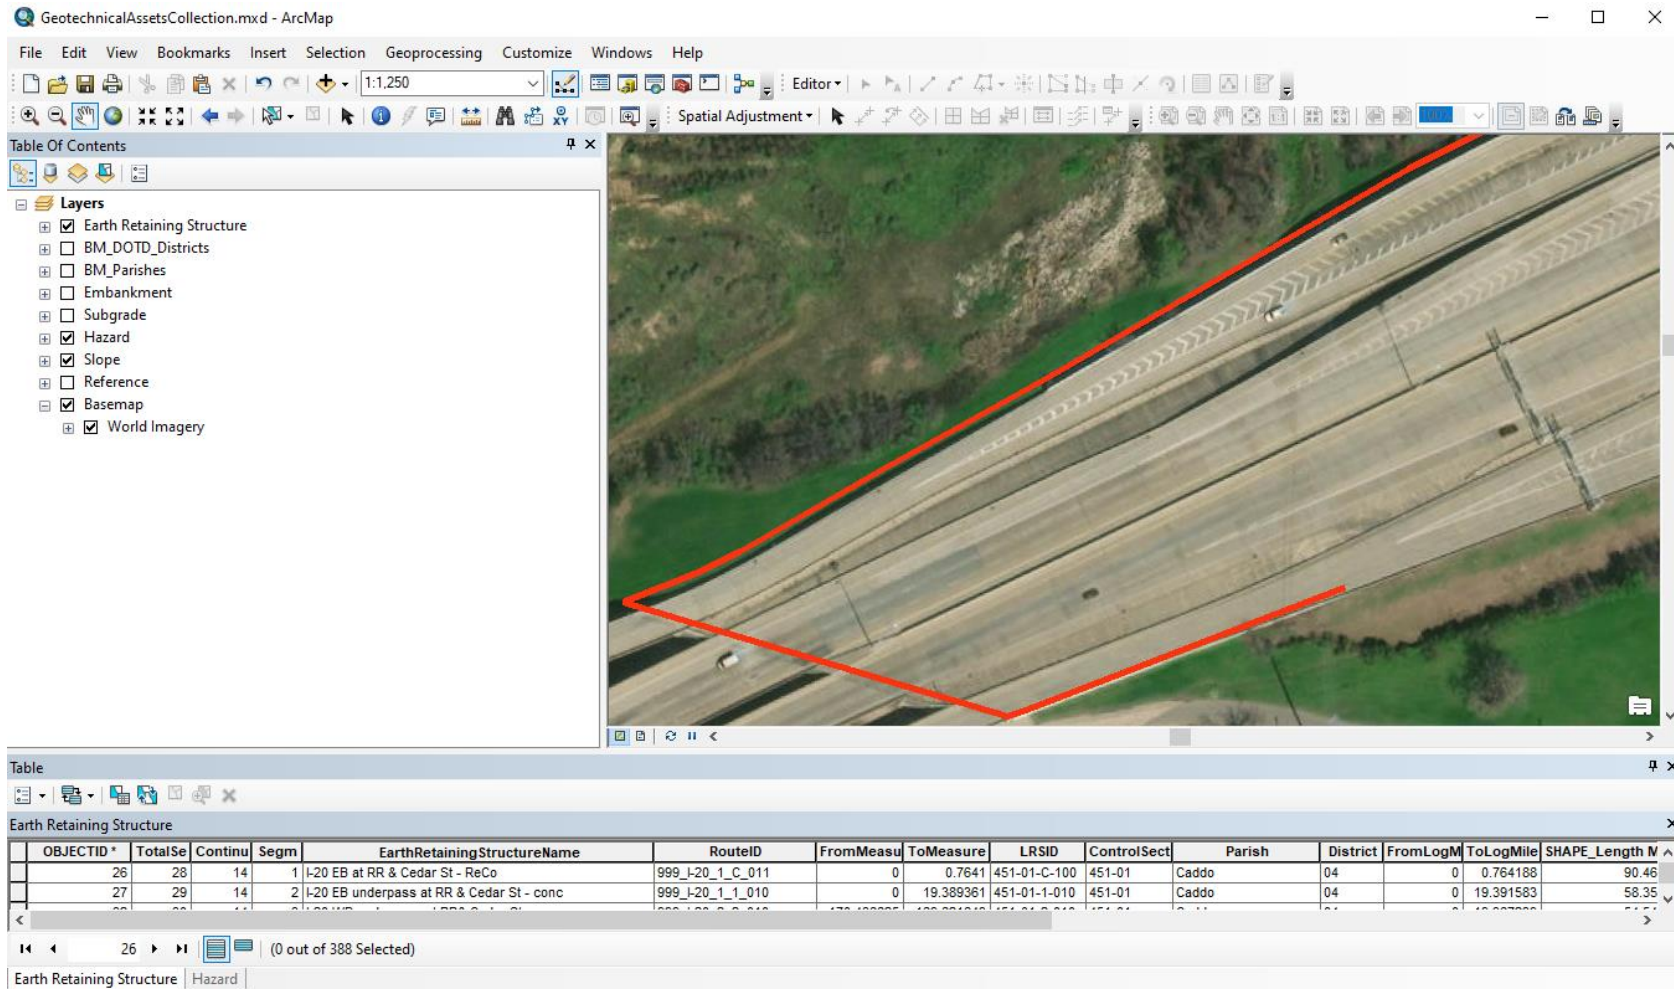 GeotechnicalAssetsCollection.mxd - ArcMap
File Edit View Bookmarks Insert Selection Geoprocessing Customize Windows Help
1:1,250 Editor
Spatial Adjustment 100%
Table Of Contents
Layers
Earth Retaining Structure
BM_DOTD_Districts
BM_Parishes
Embankment
Subgrade
Hazard
Slope
Reference
Basemap
World Imagery
Table
Earth Retaining Structure
OBJECTID * TotalSe Continu Segm EarthRetainingStructureName RouteID FromMeasu ToMeasure LRSID ControlSect Parish District FromLogM ToLogMile SHAPE_Length M
26 28 14 1 I-20 EB at RR & Cedar St - ReCo 999_I-20_1_C_011 0 0.7641 451-01-C-100 451-01 Caddo 04 0 0.764188 90.46
27 29 14 2 I-20 EB underpass at RR & Cedar St - conc 999_I-20_1_1_010 0 19.389361 451-01-1-010 451-01 Caddo 04 0 19.391583 58.35
26 (0 out of 388 Selected)
Earth Retaining Structure Hazard